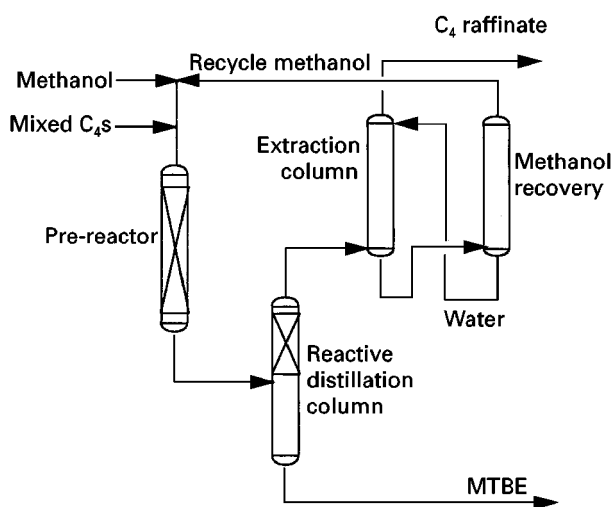 C₄ raffinate
Recycle methanol
Methanol
Mixed C₄s
Extraction
column
Methanol
recovery
Pre-reactor
Water
Reactive
distillation
column
MTBE